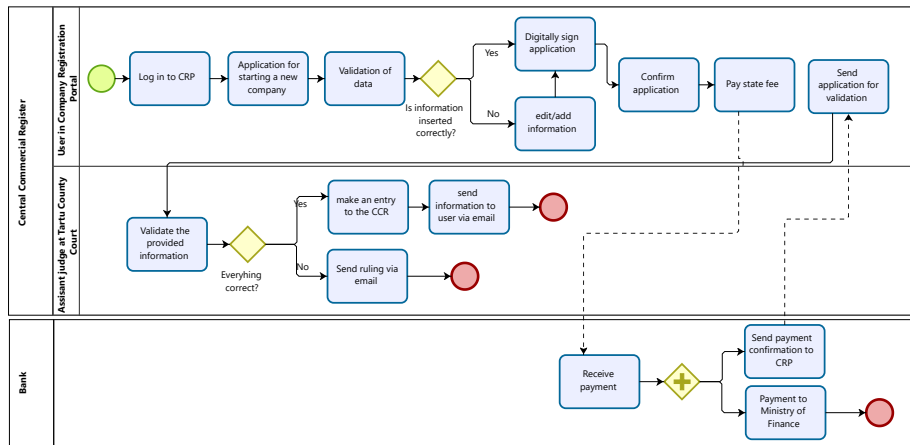 Central Commercial Register
User in Company Registration
Portal
Log in to CRP
Application for
starting a new
company
Validation of
data
Is information
inserted
correctly?
Yes
No
Digitally sign
application
edit/add
information
Confirm
application
Pay state fee
Send
application for
validation
Assisant judge at Tartu County
Court
Validate the
provided
information
Everyhing
correct?
Yes
No
make an entry
to the CCR
send
information to
user via email
Send ruling via
email
Bank
Receive
payment
Send payment
confirmation to
CRP
Payment to
Ministry of
Finance